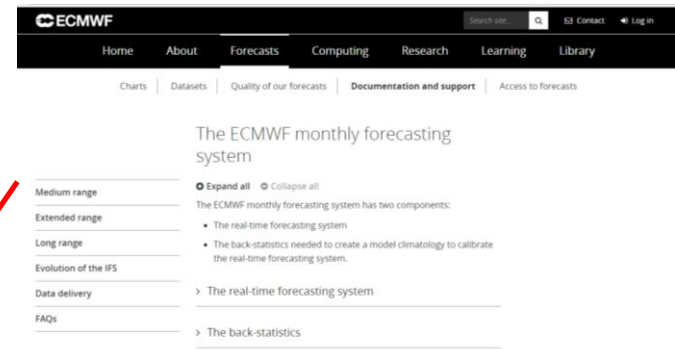 ECMWF
Search site...
Contact
Log in
Home About Forecasts Computing Research Learning Library
Charts Datasets Quality of our forecasts Documentation and support Access to forecasts
The ECMWF monthly forecasting
system
Medium range
Extended range
Long range
Evolution of the IFS
Data delivery
FAQs
Expand all Collapse all
The ECMWF monthly forecasting system has two components:
• The real-time forecasting system
• The back-statistics needed to create a model climatology to calibrate
the real-time forecasting system.
> The real-time forecasting system
> The back-statistics